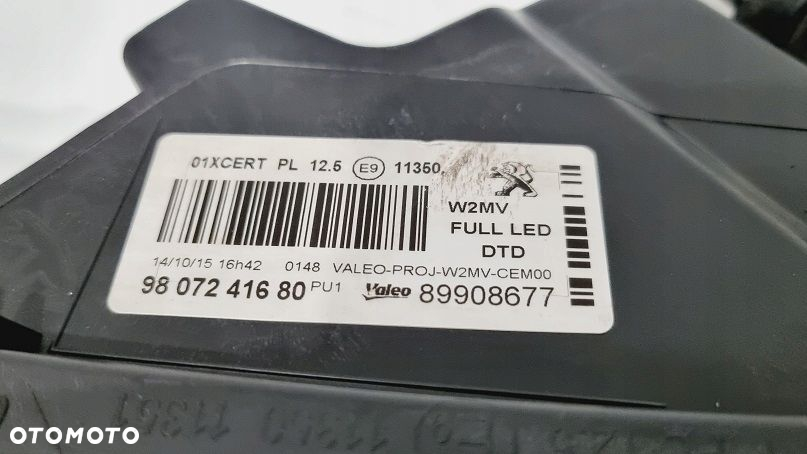 01XCERT PL 12.5 E9 11350
W2MV
FULL LED
DTD
14/10/15 16h42 0148 VALEO-PROJ-W2MV-CEM00
98 072 416 80 PU1 Valeo 89908677
OTOMOTO